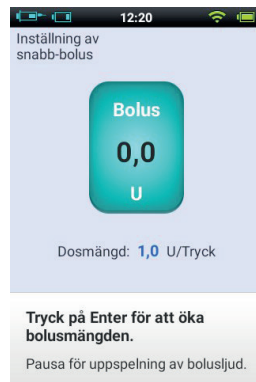 12:20
Inställning av
snabb-bolus
Bolus
0,0
U
Dosmängd: 1,0 U/Tryck
Tryck på Enter för att öka
bolusmängden.
Pausa för uppspelning av bolusljud.